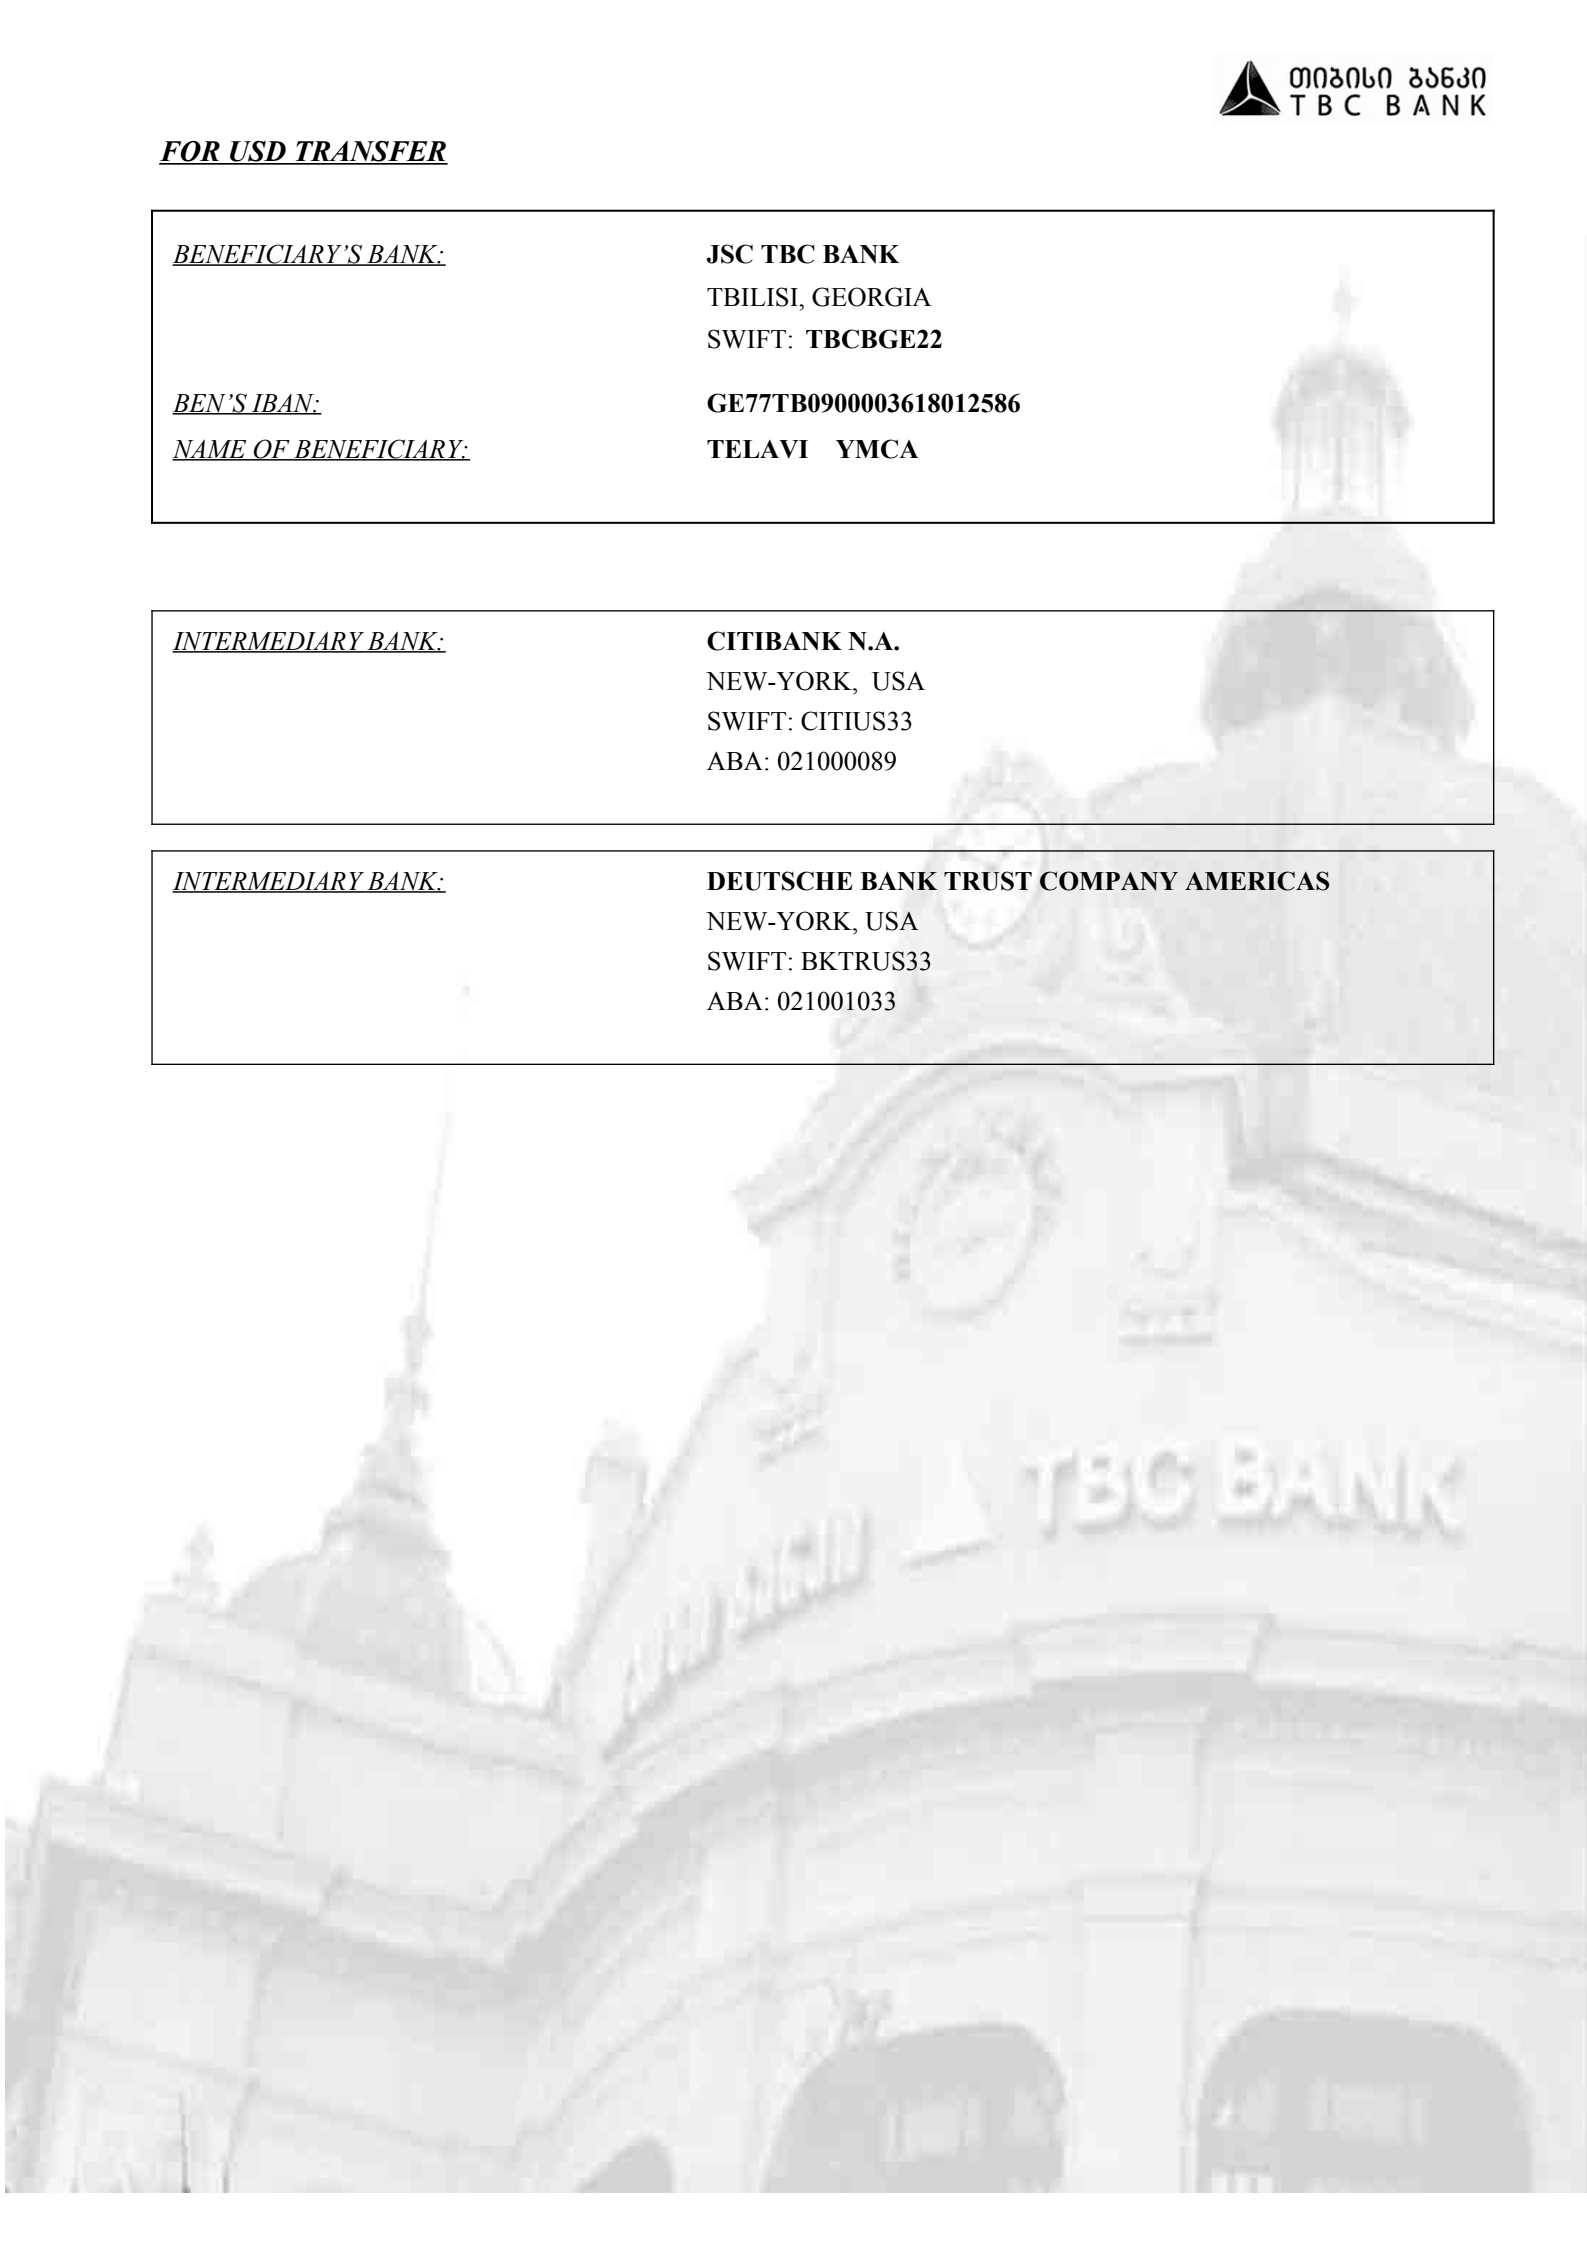 თიბისი ბანკი
TBC BANK
FOR USD TRANSFER
BENEFICIARY’S BANK: JSC TBC BANK
TBILISI, GEORGIA
SWIFT: TBCBGE22
BEN’S IBAN: GE77TB0900003618012586
NAME OF BENEFICIARY: TELAVI YMCA
INTERMEDIARY BANK: CITIBANK N.A.
NEW-YORK, USA
SWIFT: CITIUS33
ABA: 021000089
INTERMEDIARY BANK: DEUTSCHE BANK TRUST COMPANY AMERICAS
NEW-YORK, USA
SWIFT: BKTRUS33
ABA: 021001033
TBC BANK